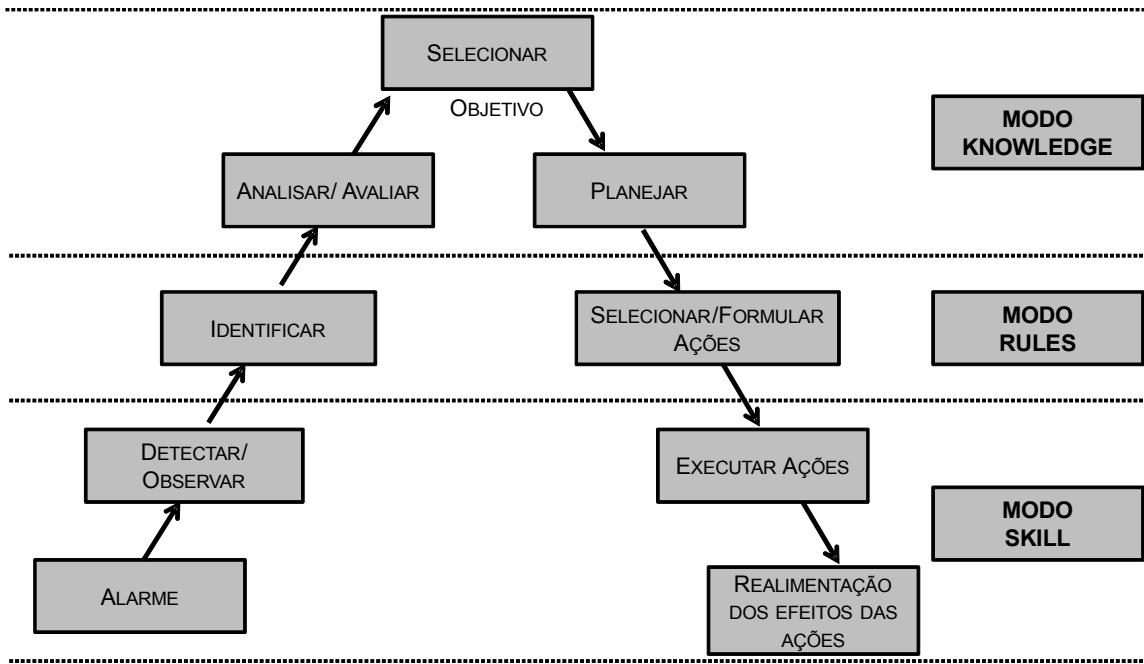 SELECIONAR
OBJETIVO
MODO
KNOWLEDGE
ANALISAR/ AVALIAR
PLANEJAR
IDENTIFICAR
SELECIONAR/FORMULAR
AÇÕES
MODO
RULES
DETECTAR/
OBSERVAR
EXECUTAR AÇÕES
MODO
SKILL
ALARME
REALIMENTAÇÃO
DOS EFEITOS DAS
AÇÕES